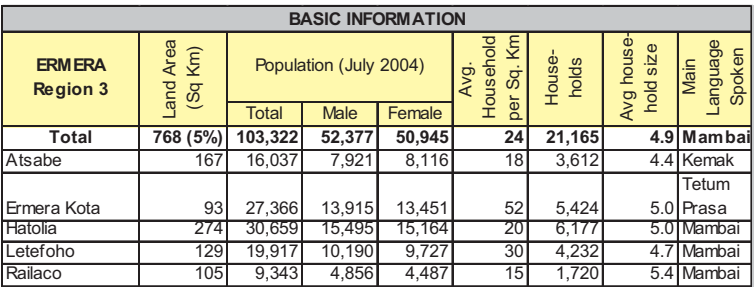 BASIC INFORMATION
ERMERA Region 3 | Land Area (Sq Km) | Population (July 2004) | Avg. Household per Sq. Km | House-holds | Avg house-hold size | Main Language Spoken
Total | Male | Female
Total | 768 (5%) | 103,322 | 52,377 | 50,945 | 24 | 21,165 | 4.9 | Mambai
Atsabe | 167 | 16,037 | 7,921 | 8,116 | 18 | 3,612 | 4.4 | Kemak
Ermera Kota | 93 | 27,366 | 13,915 | 13,451 | 52 | 5,424 | 5.0 | Tetum Prasa
Hatolia | 274 | 30,659 | 15,495 | 15,164 | 20 | 6,177 | 5.0 | Mambai
Letefoho | 129 | 19,917 | 10,190 | 9,727 | 30 | 4,232 | 4.7 | Mambai
Railaco | 105 | 9,343 | 4,856 | 4,487 | 15 | 1,720 | 5.4 | Mambai